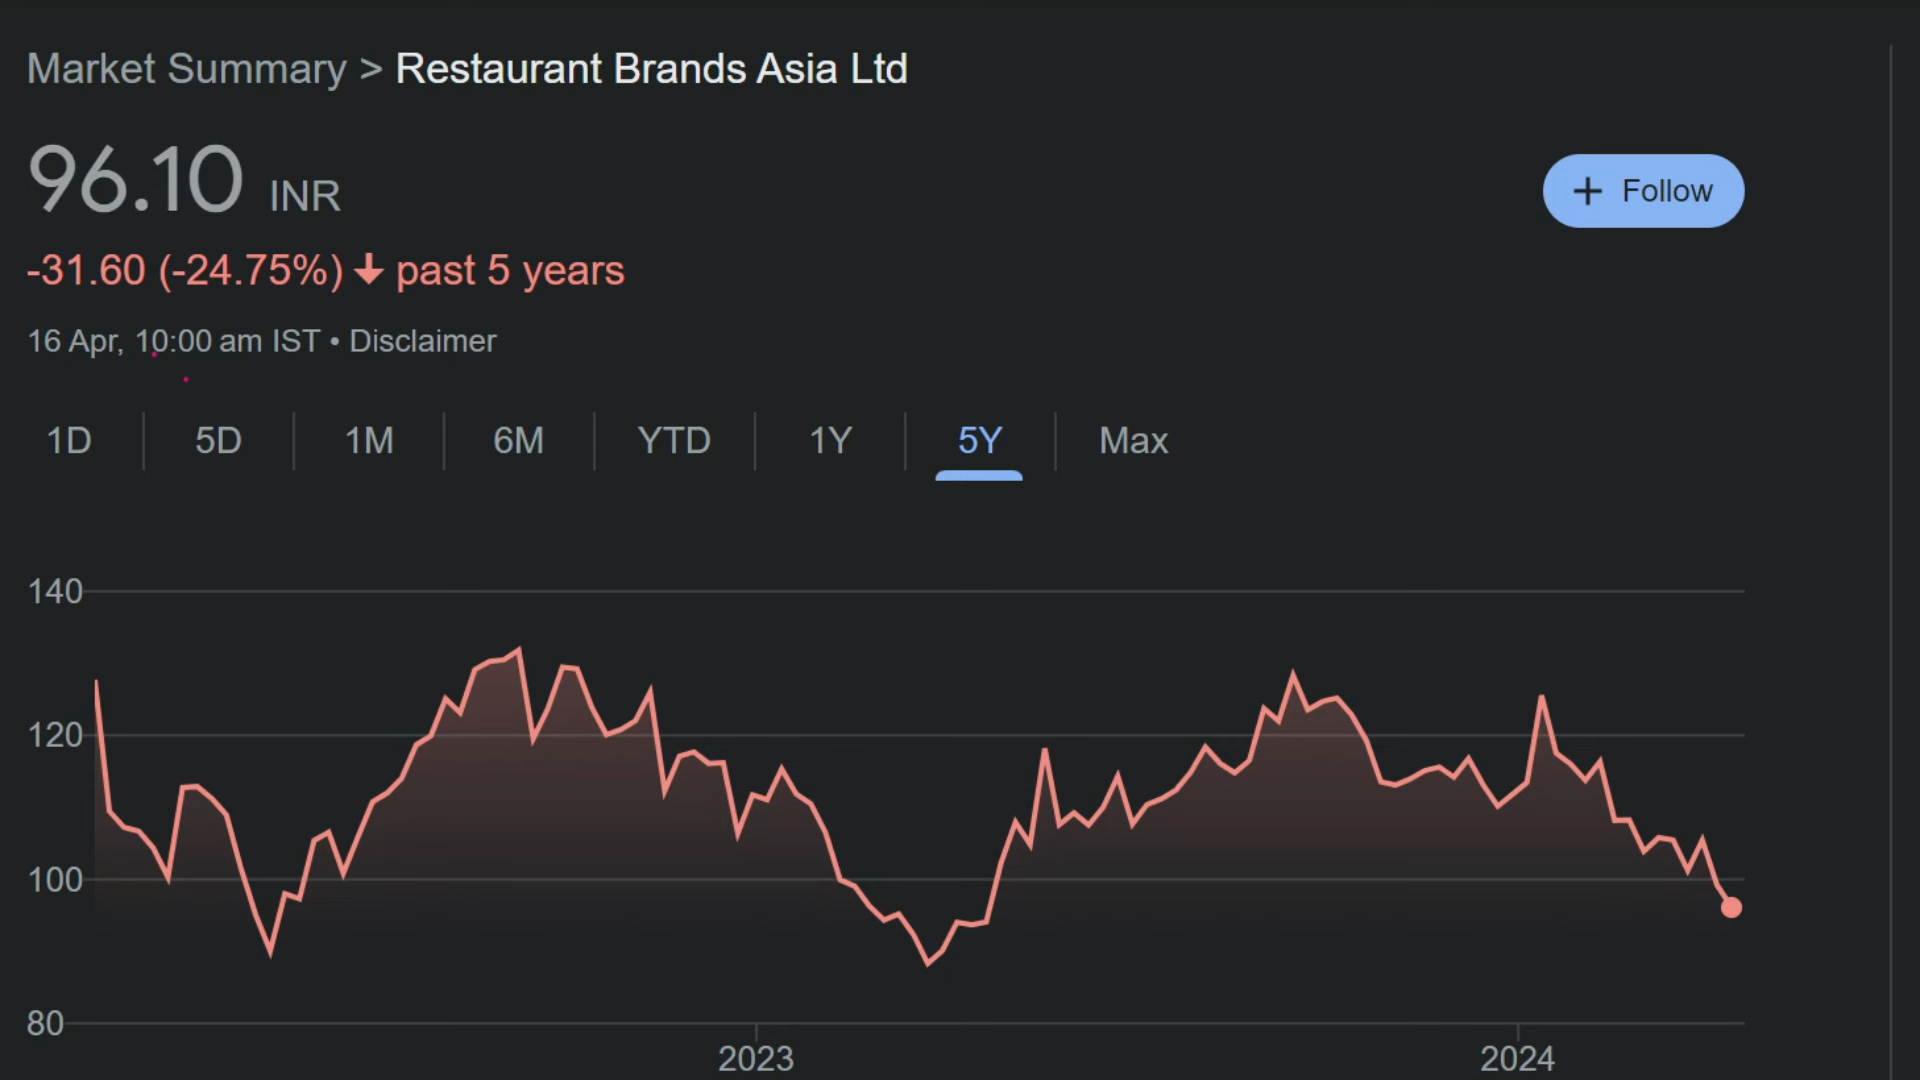 Market Summary > Restaurant Brands Asia Ltd
96.10 INR
+ Follow
-31.60 (-24.75%) ↓ past 5 years
16 Apr, 10:00 am IST • Disclaimer
1D 5D 1M 6M YTD 1Y 5Y Max
140
120
100
80
2023 2024